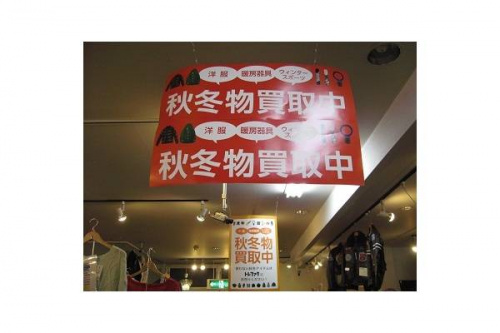 洋服 暖房器具 ウィンタースポーツ
秋冬物買取中
洋服 暖房器具
秋冬物買取中
秋冬物
買取中